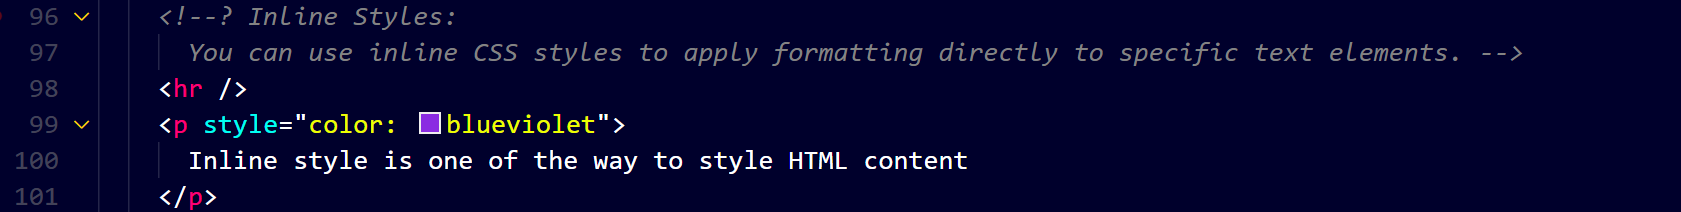 96 <!--? Inline Styles:
97 You can use inline CSS styles to apply formatting directly to specific text elements. -->
98 <hr />
99 <p style="color: blueviolet">
100 Inline style is one of the way to style HTML content
101 </p>